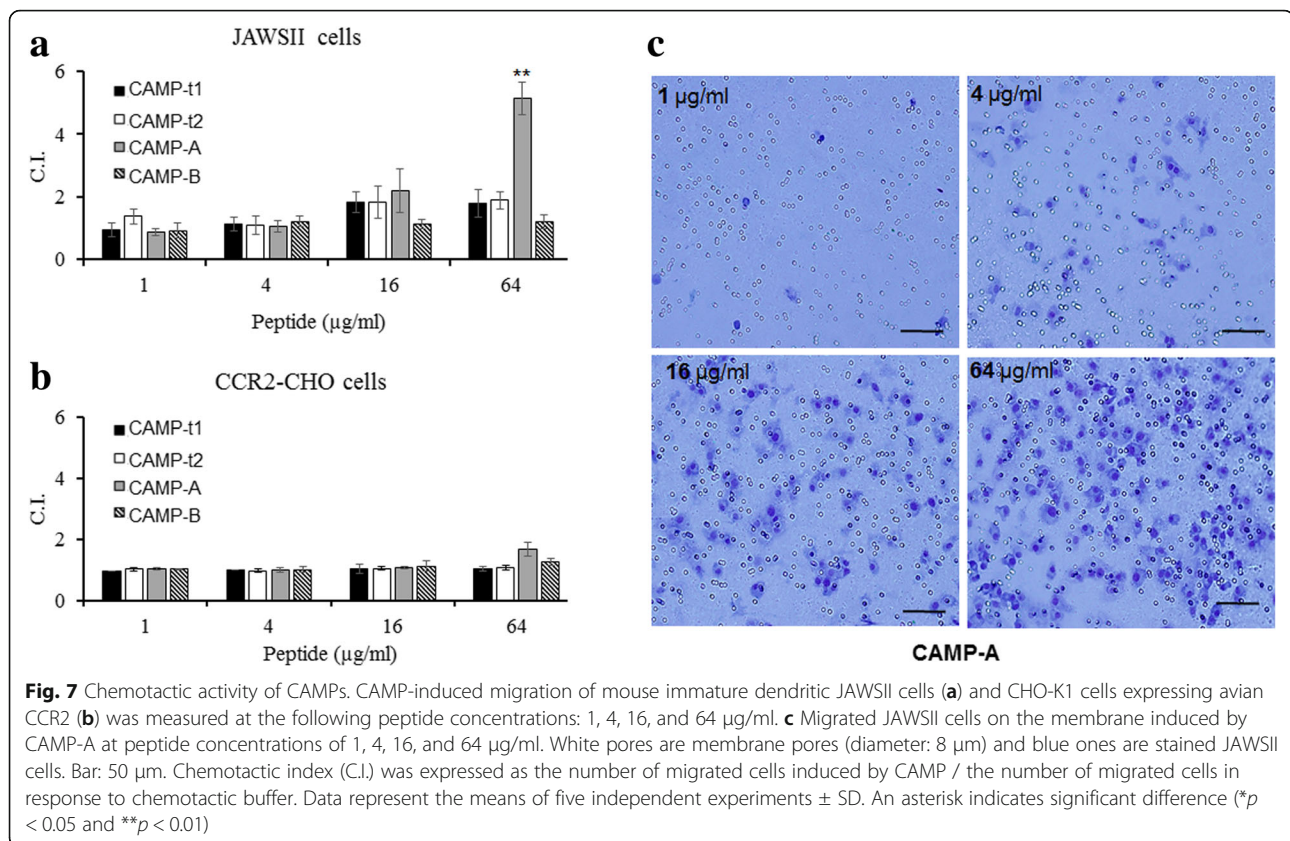 a
JAWSII cells
6
4
2
0
C.I.
CAMP-t1
CAMP-t2
CAMP-A
CAMP-B
**
1 4 16 64
Peptide (µg/ml)
b
CCR2-CHO cells
6
4
2
0
C.I.
CAMP-t1
CAMP-t2
CAMP-A
CAMP-B
1 4 16 64
Peptide (µg/ml)
c
1 µg/ml
4 µg/ml
16 µg/ml
64 µg/ml
CAMP-A
Fig. 7 Chemotactic activity of CAMPs. CAMP-induced migration of mouse immature dendritic JAWSII cells (a) and CHO-K1 cells expressing avian
CCR2 (b) was measured at the following peptide concentrations: 1, 4, 16, and 64 µg/ml. c Migrated JAWSII cells on the membrane induced by
CAMP-A at peptide concentrations of 1, 4, 16, and 64 µg/ml. White pores are membrane pores (diameter: 8 µm) and blue ones are stained JAWSII
cells. Bar: 50 µm. Chemotactic index (C.I.) was expressed as the number of migrated cells induced by CAMP / the number of migrated cells in
response to chemotactic buffer. Data represent the means of five independent experiments ± SD. An asterisk indicates significant difference (*p
< 0.05 and **p < 0.01)